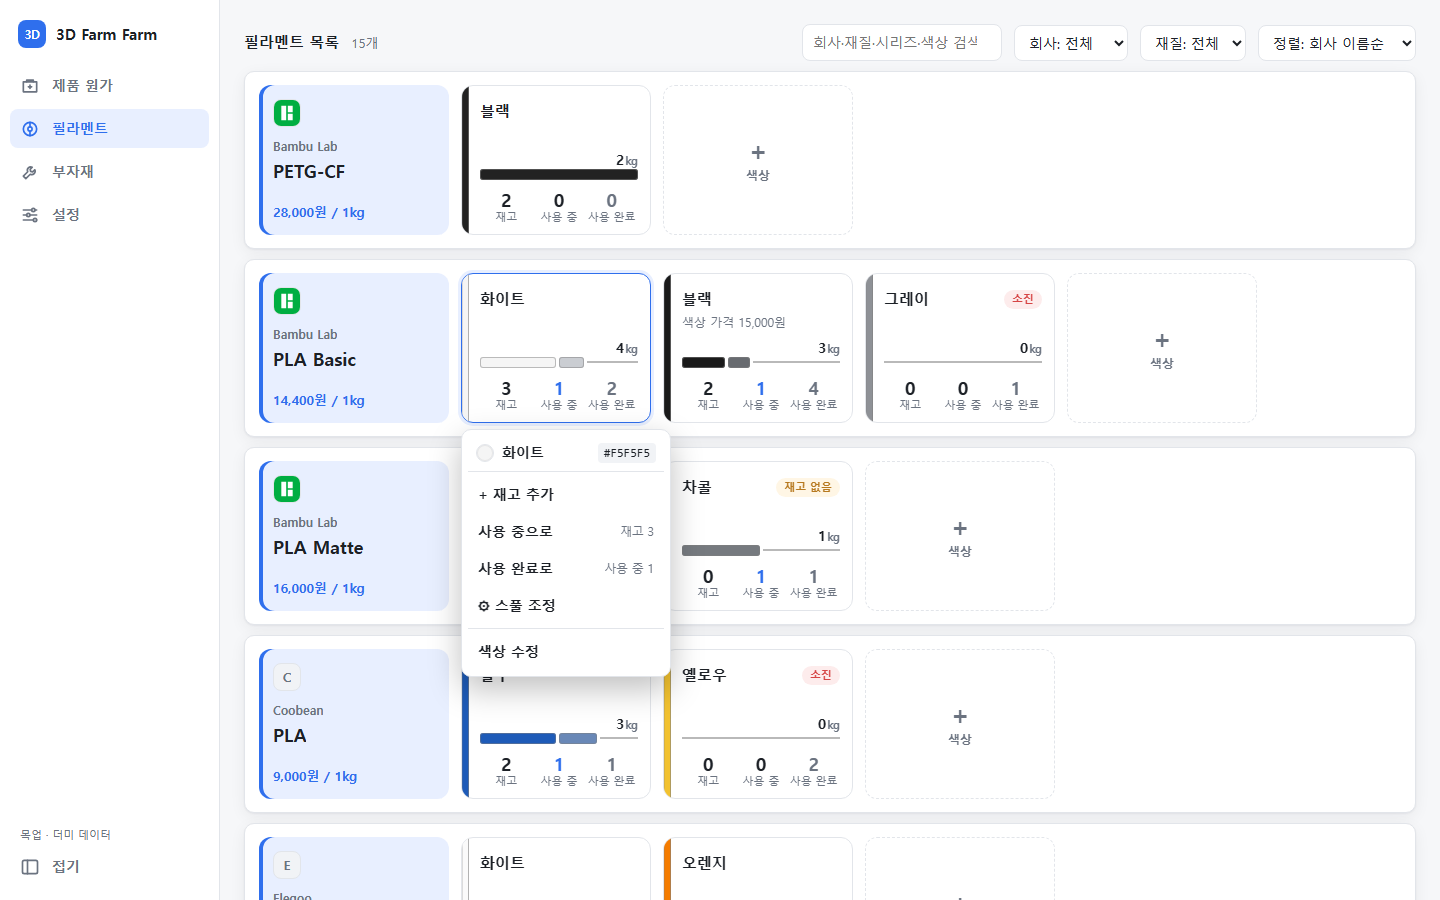 3D
3D Farm Farm
제품 원가
필라멘트
부자재
설정
목업 · 더미 데이터
접기
필라멘트 목록 15개
회사·재질·시리즈·색상 검색
회사: 전체
재질: 전체
정렬: 회사 이름순
Bambu Lab
PETG-CF
28,000원 / 1kg
블랙
2kg
2 0 0
재고 사용 중 사용 완료
+
색상
Bambu Lab
PLA Basic
14,400원 / 1kg
화이트
4kg
3 1 2
재고 사용 중 사용 완료
블랙
색상 가격 15,000원
3kg
2 1 4
재고 사용 중 사용 완료
그레이 소진
0kg
0 0 1
재고 사용 중 사용 완료
+
색상
화이트 #F5F5F5
+ 재고 추가
사용 중으로 재고 3
사용 완료로 사용 중 1
⚙ 스풀 조정
색상 수정
Bambu Lab
PLA Matte
16,000원 / 1kg
차콜 재고 없음
1kg
0 1 1
재고 사용 중 사용 완료
+
색상
C
Coobean
PLA
9,000원 / 1kg
3kg
2 1 1
재고 사용 중 사용 완료
옐로우 소진
0kg
0 0 2
재고 사용 중 사용 완료
+
색상
E
Elegoo
화이트
오렌지